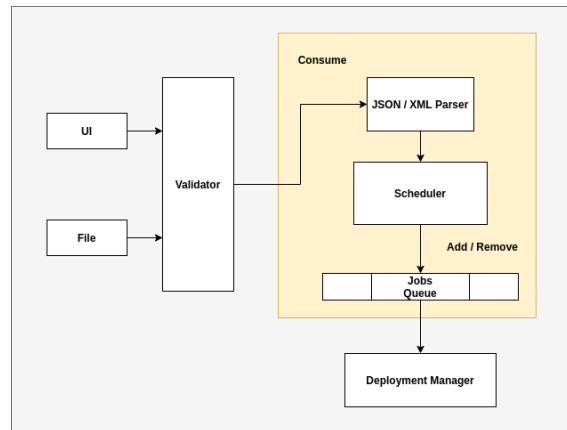 Consume
JSON / XML Parser
UI
Validator
Scheduler
File
Add / Remove
Jobs
Queue
Deployment Manager